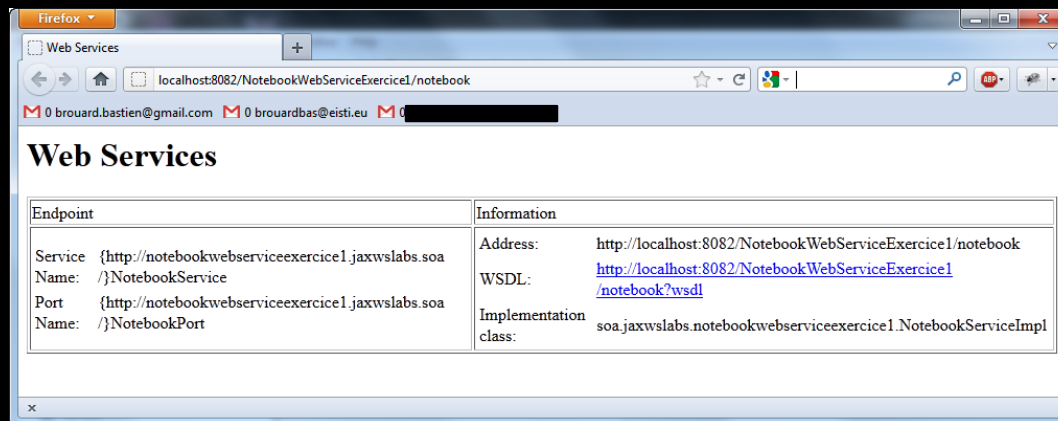 Firefox
Web Services
localhost:8082/NotebookWebServiceExercice1/notebook
ABP
0 brouard.bastien@gmail.com 0 brouardbas@eisti.eu 0
Web Services
Endpoint
Information
Service Name:
{http://notebookwebserviceexercice1.jaxwslabs.soa
/}NotebookService
Port Name:
{http://notebookwebserviceexercice1.jaxwslabs.soa
/}NotebookPort
Address:
http://localhost:8082/NotebookWebServiceExercice1/notebook
WSDL:
http://localhost:8082/NotebookWebServiceExercice1
/notebook?wsdl
Implementation
class:
soa.jaxwslabs.notebookwebserviceexercice1.NotebookServiceImpl
x